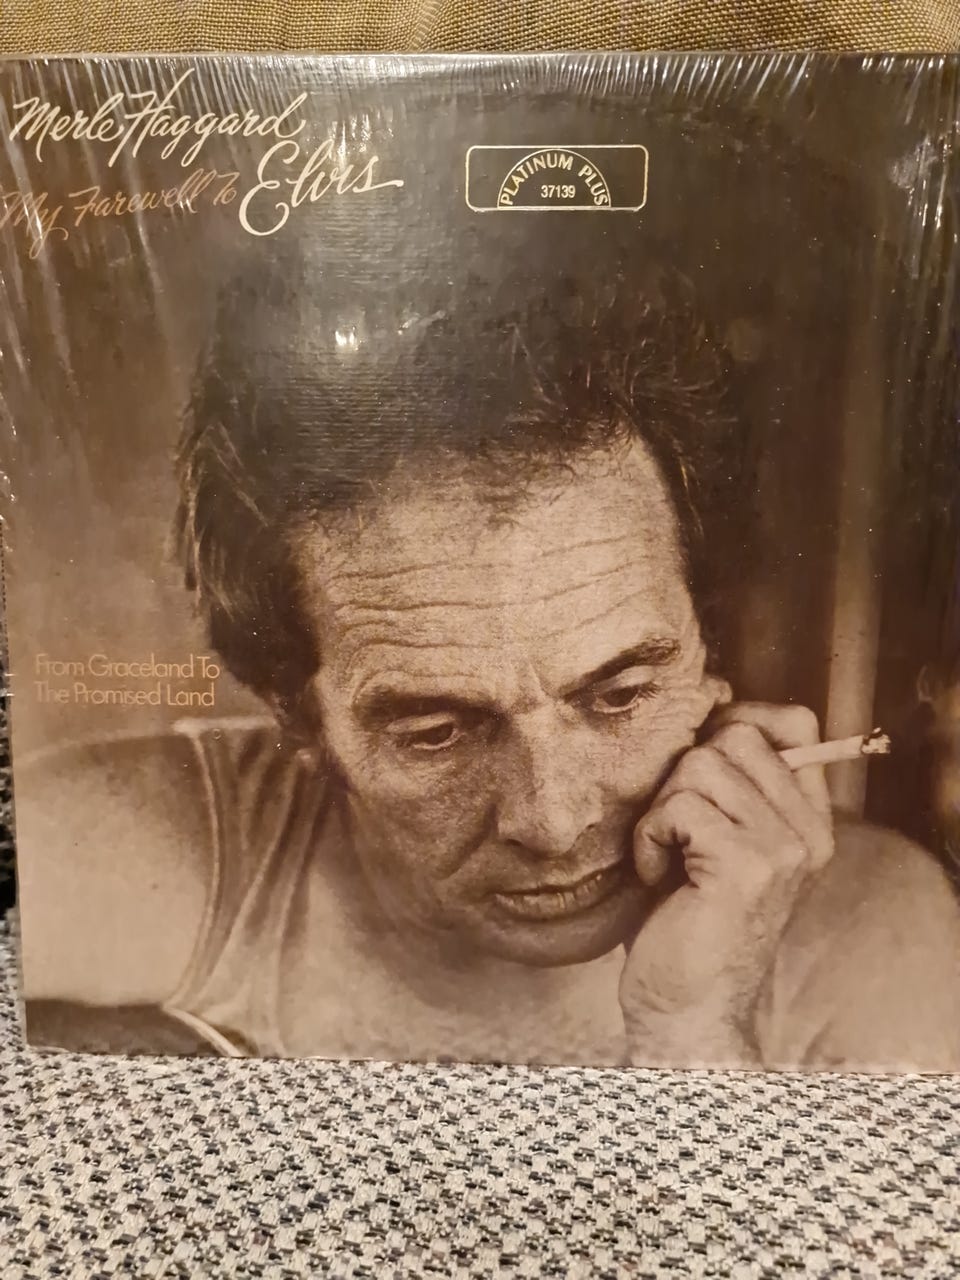 Merle Haggard
My Farewell To Elvis
PLATINUM PLUS
37139
From Graceland To
The Promised Land